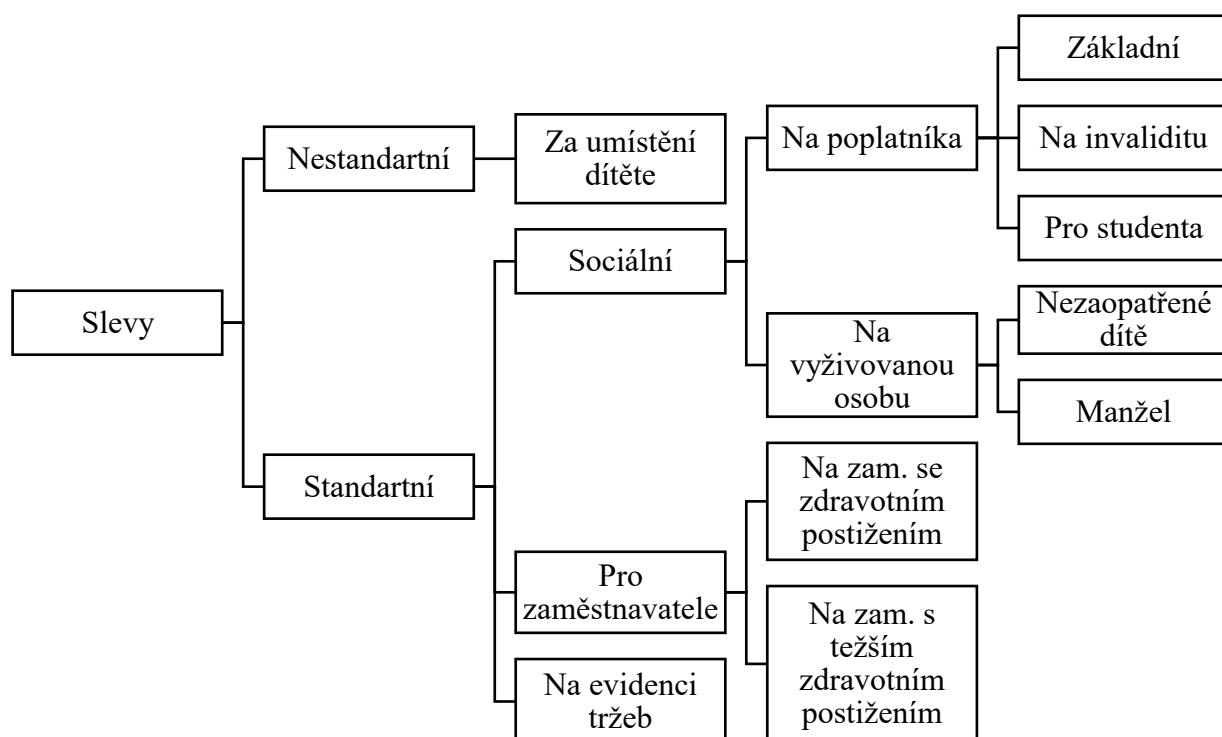 Slevy
Nestandartní
Za umístění
dítěte
Standartní
Sociální
Na poplatníka
Základní
Na invaliditu
Pro studenta
Na
vyživovanou
osobu
Nezaopatřené
dítě
Manžel
Pro
zaměstnavatele
Na zam. se
zdravotním
postižením
Na zam. s
težším
zdravotním
postižením
Na evidenci
tržeb